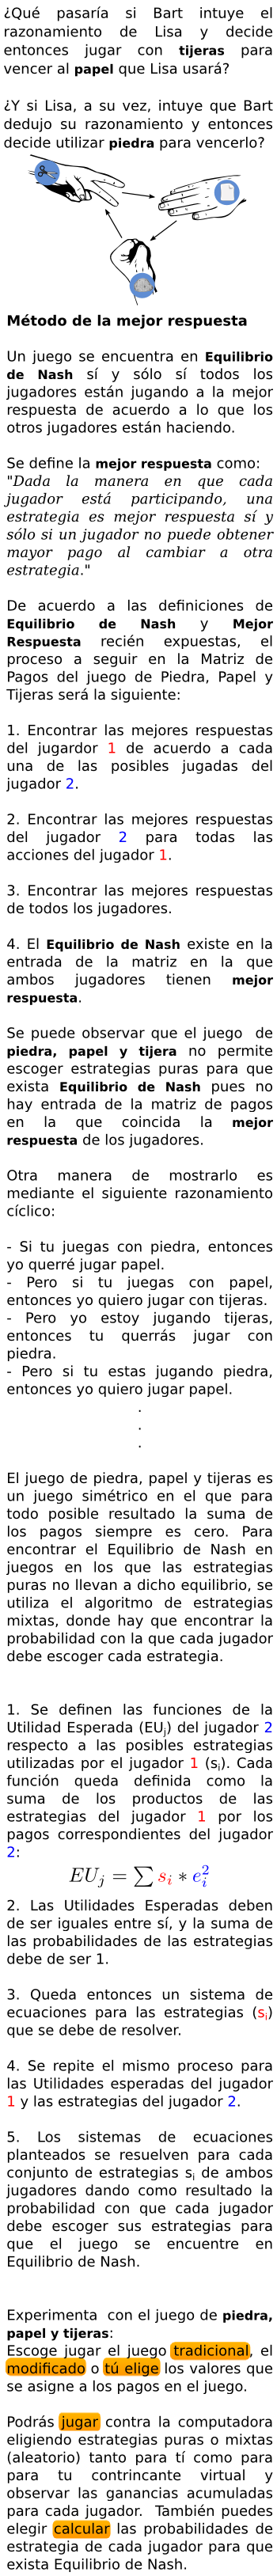 ¿Qué pasaría si Bart intuye el
razonamiento de Lisa y decide
entonces jugar con tijeras para
vencer al papel que Lisa usará?
¿Y si Lisa, a su vez, intuye que Bart
dedujo su razonamiento y entonces
decide utilizar piedra para vencerlo?
Método de la mejor respuesta
Un juego se encuentra en Equilibrio
de Nash sí y sólo sí todos los
jugadores están jugando a la mejor
respuesta de acuerdo a lo que los
otros jugadores están haciendo.
Se define la mejor respuesta como:
"Dada la manera en que cada
jugador está participando, una
estrategia es mejor respuesta sí y
sólo si un jugador no puede obtener
mayor pago al cambiar a otra
estrategia."
De acuerdo a las definiciones de
Equilibrio de Nash y Mejor
Respuesta recién expuestas, el
proceso a seguir en la Matriz de
Pagos del juego de Piedra, Papel y
Tijeras será la siguiente:
1. Encontrar las mejores respuestas
del jugardor 1 de acuerdo a cada
una de las posibles jugadas del
jugador 2.
2. Encontrar las mejores respuestas
del jugador 2 para todas las
acciones del jugador 1.
3. Encontrar las mejores respuestas
de todos los jugadores.
4. El Equilibrio de Nash existe en la
entrada de la matriz en la que
ambos jugadores tienen mejor
respuesta.
Se puede observar que el juego de
piedra, papel y tijera no permite
escoger estrategias puras para que
exista Equilibrio de Nash pues no
hay entrada de la matriz de pagos
en la que coincida la mejor
respuesta de los jugadores.
Otra manera de mostrarlo es
mediante el siguiente razonamiento
cíclico:
- Si tu juegas con piedra, entonces
yo querré jugar papel.
- Pero si tu juegas con papel,
entonces yo quiero jugar con tijeras.
- Pero yo estoy jugando tijeras,
entonces tu querrás jugar con
piedra.
- Pero si tu estas jugando piedra,
entonces yo quiero jugar papel.
.
.
.
El juego de piedra, papel y tijeras es
un juego simétrico en el que para
todo posible resultado la suma de
los pagos siempre es cero. Para
encontrar el Equilibrio de Nash en
juegos en los que las estrategias
puras no llevan a dicho equilibrio, se
utiliza el algoritmo de estrategias
mixtas, donde hay que encontrar la
probabilidad con la que cada jugador
debe escoger cada estrategia.
1. Se definen las funciones de la
Utilidad Esperada (EUj) del jugador 2
respecto a las posibles estrategias
utilizadas por el jugador 1 (si). Cada
función queda definida como la
suma de los productos de las
estrategias del jugador 1 por los
pagos correspondientes del jugador
2:
EU_j = ∑ s_i * e_i^2
2. Las Utilidades Esperadas deben
de ser iguales entre sí, y la suma de
las probabilidades de las estrategias
debe de ser 1.
3. Queda entonces un sistema de
ecuaciones para las estrategias (si)
que se debe de resolver.
4. Se repite el mismo proceso para
las Utilidades esperadas del jugador
1 y las estrategias del jugador 2.
5. Los sistemas de ecuaciones
planteados se resuelven para cada
conjunto de estrategias si de ambos
jugadores dando como resultado la
probabilidad con que cada jugador
debe escoger sus estrategias para
que el juego se encuentre en
Equilibrio de Nash.
Experimenta con el juego de piedra,
papel y tijeras:
Escoge jugar el juego tradicional, el
modificado o tú elige los valores que
se asigne a los pagos en el juego.
Podrás jugar contra la computadora
eligiendo estrategias puras o mixtas
(aleatorio) tanto para tí como para
para tu contrincante virtual y
observar las ganancias acumuladas
para cada jugador. También puedes
elegir calcular las probabilidades de
estrategia de cada jugador para que
exista Equilibrio de Nash.